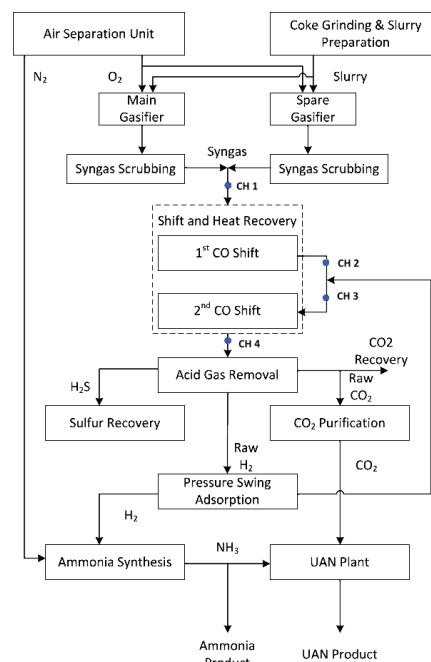 Air Separation Unit
Coke Grinding & Slurry
Preparation
N2
O2
Slurry
Main
Gasifier
Spare
Gasifier
Syngas Scrubbing
Syngas
Syngas Scrubbing
CH 1
Shift and Heat Recovery
1st CO Shift
CH 2
CH 3
2nd CO Shift
CH 4
CO2
Recovery
Acid Gas Removal
H2S
Raw
CO2
Sulfur Recovery
CO2 Purification
Raw
H2
CO2
Pressure Swing
Adsorption
H2
NH3
Ammonia Synthesis
UAN Plant
Ammonia
Product
UAN Product